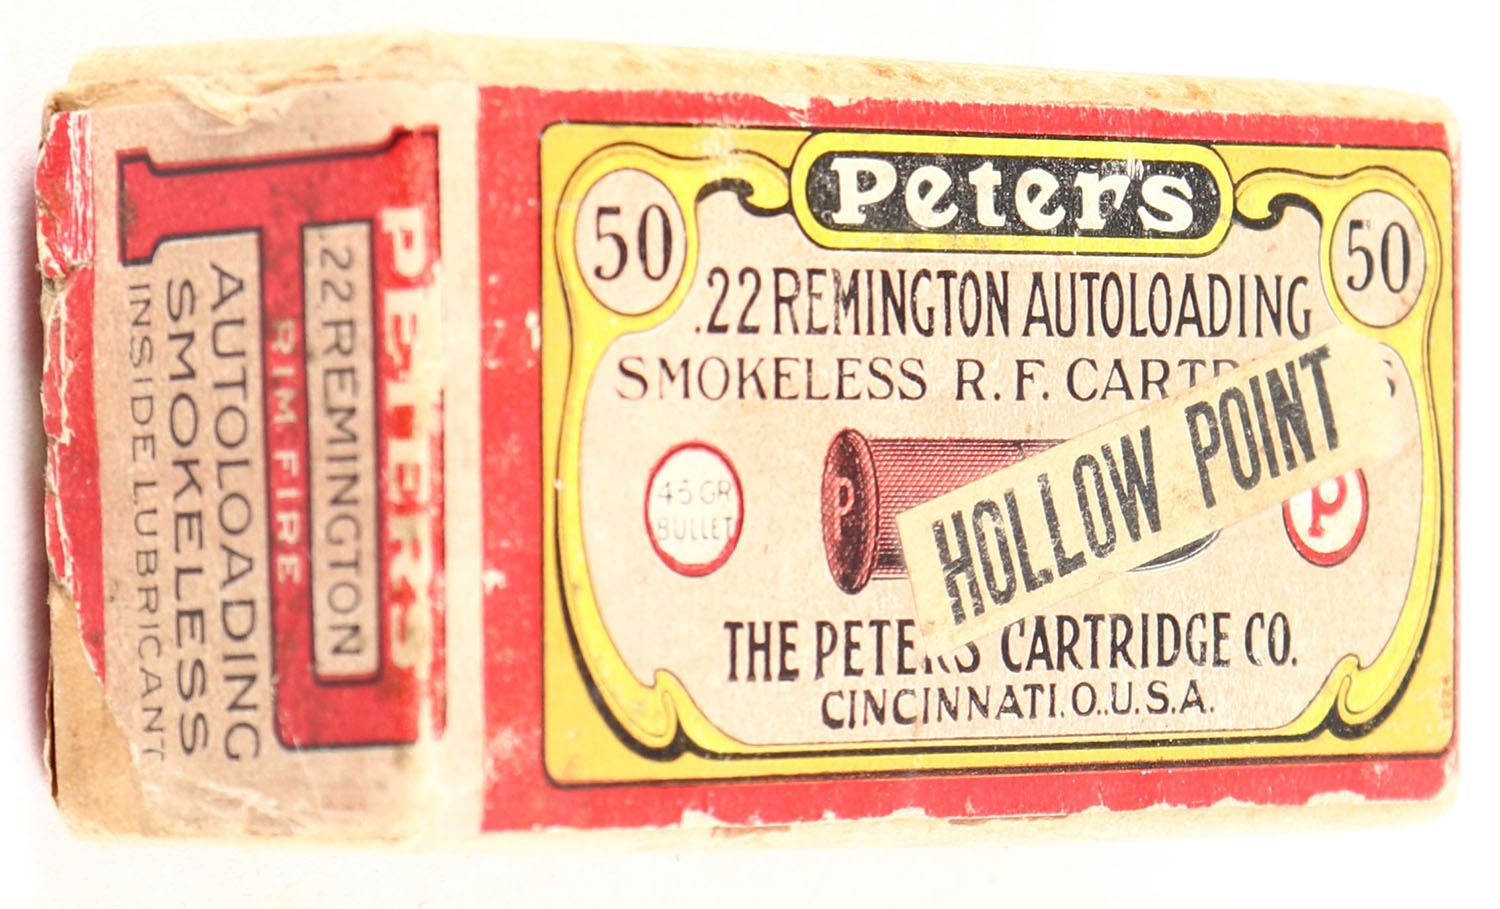 Peters
50
50
.22 REMINGTON AUTOLOADING
SMOKELESS R.F. CART
S
45 GR
BULLET
P
HOLLOW POINT
P
THE PETERS CARTRIDGE CO.
CINCINNATI.O.U.S.A.
PETERS
.22 REMINGTON
RIM FIRE
AUTOLOADING
SMOKELESS
INSIDE LUBRICANT